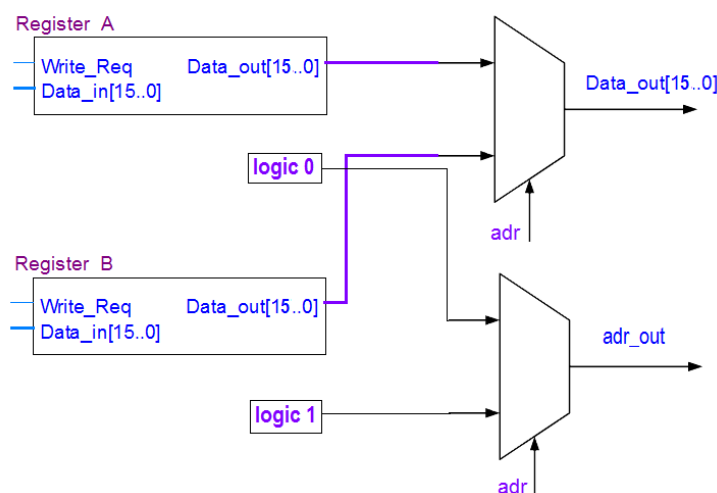 Register A
Write_Req Data_out[15..0]
Data_in[15..0]
Data_out[15..0]
logic 0
adr
Register B
Write_Req Data_out[15..0]
Data_in[15..0]
adr_out
logic 1
adr